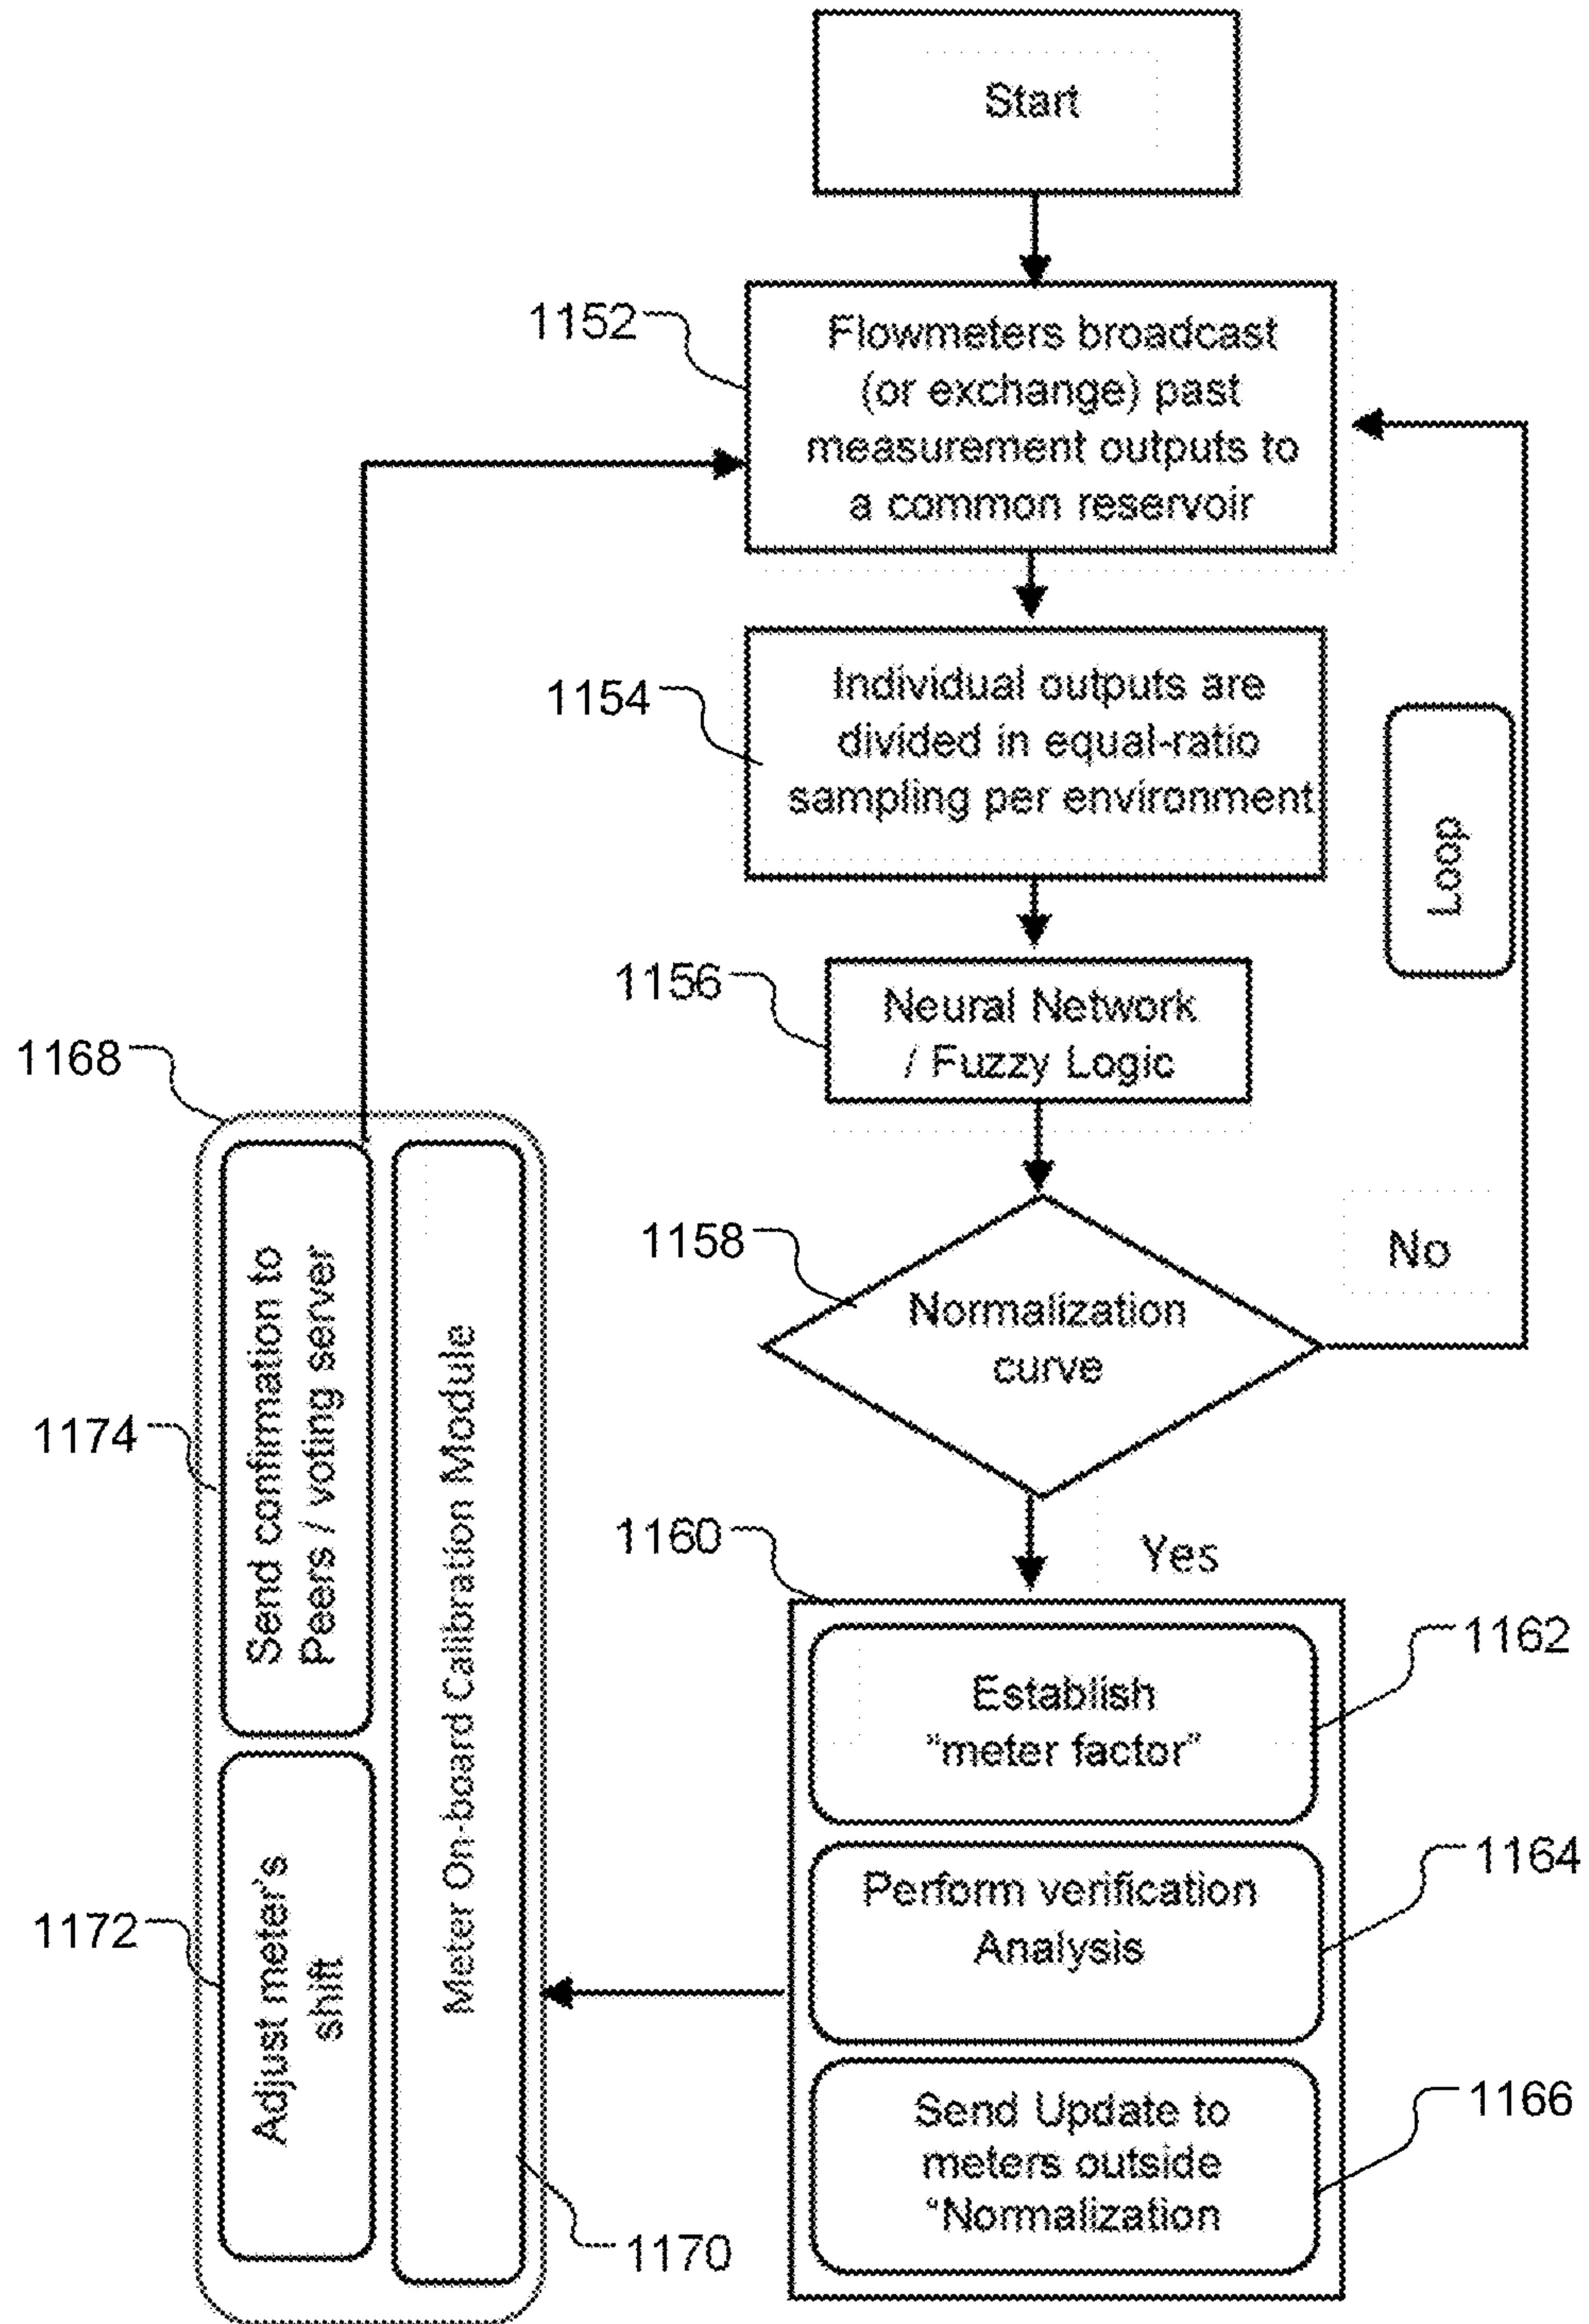 Start
1152
Flowmeters broadcast
(or exchange) past
measurement outputs to
a common reservoir
1154
Individual outputs are
divided in equal-ratio
sampling per environment
Loop
1156
Neural Network
/ Fuzzy Logic
1168
1158
Normalization
curve
No
Yes
1174
Send confirmation to
Peers / voting server
Meter On-board Calibration Module
1172
Adjust meter's
shift
1170
1160
1162
Establish
"meter factor"
1164
Perform verification
Analysis
1166
Send Update to
meters outside
"Normalization